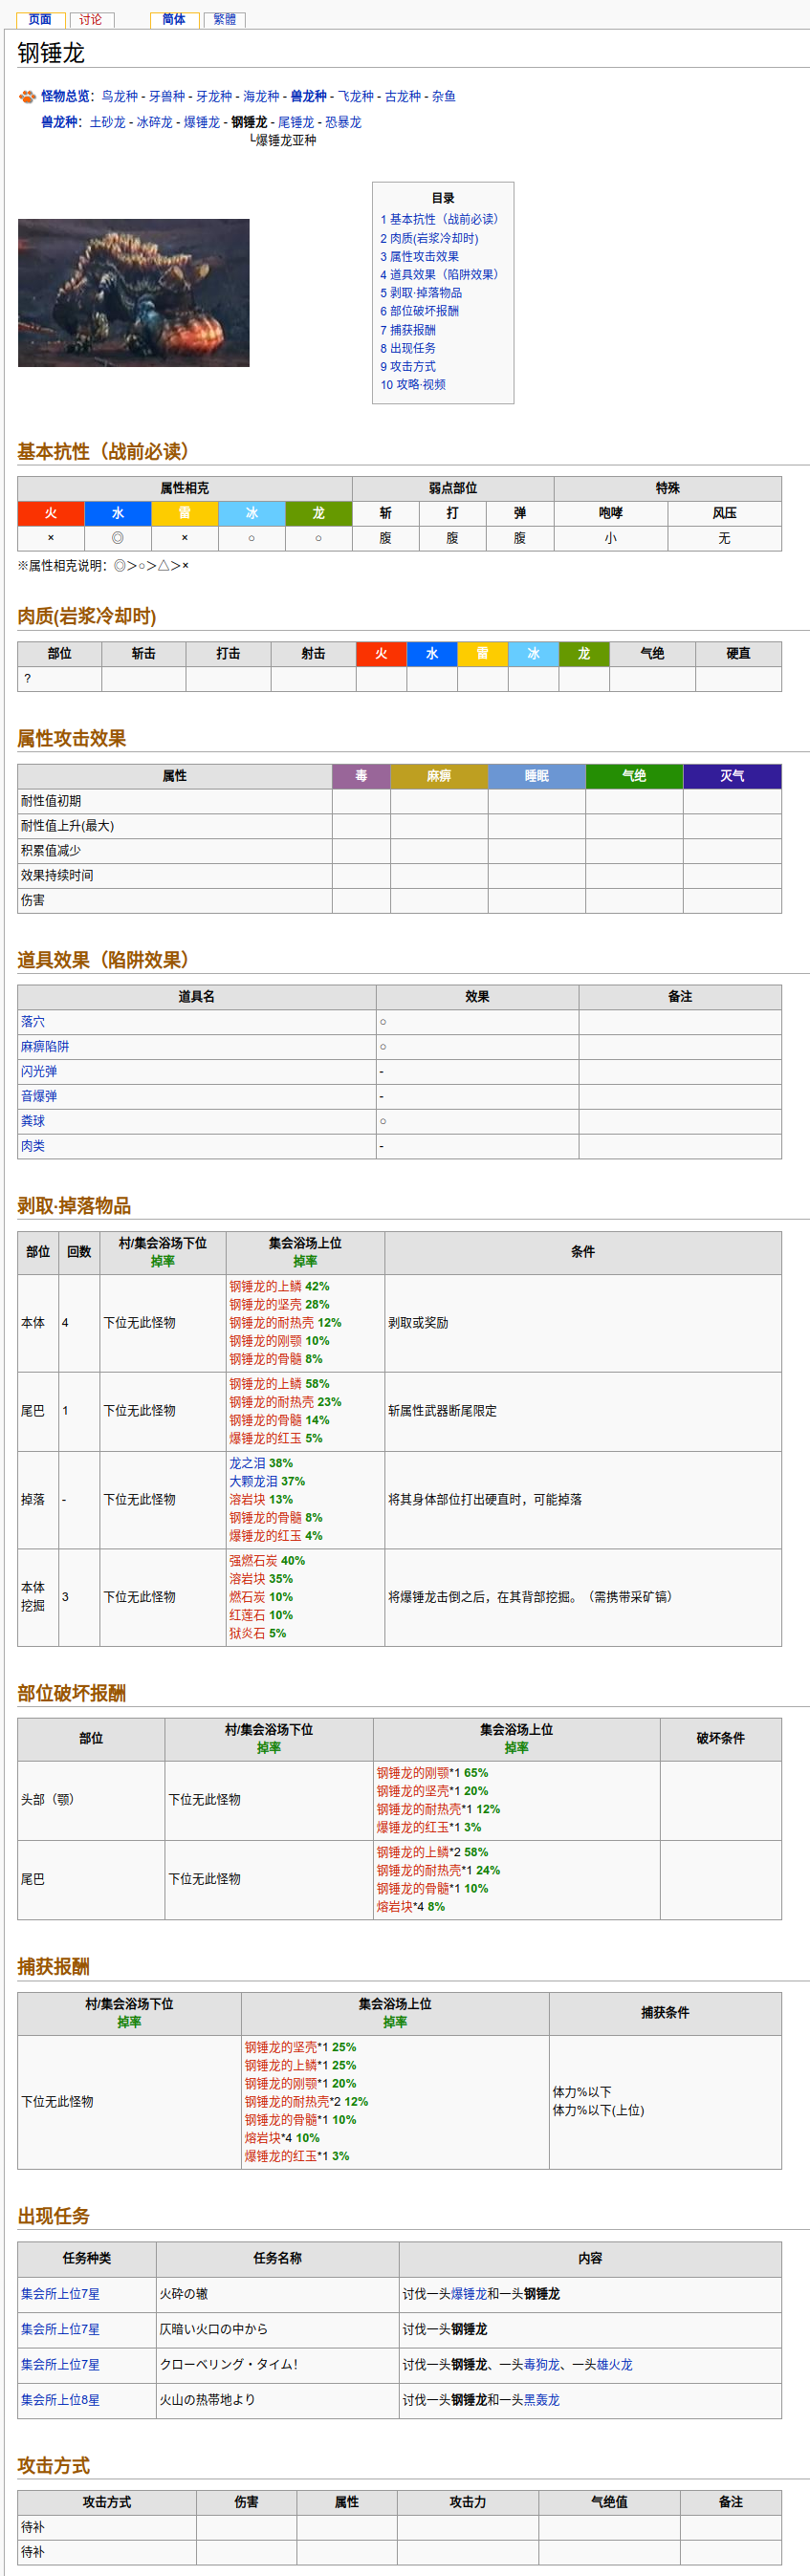 页面 讨论 简体 繁體
钢锤龙
怪物总览：鸟龙种 - 牙兽种 - 牙龙种 - 海龙种 - 兽龙种 - 飞龙种 - 古龙种 - 杂鱼
兽龙种：土砂龙 - 冰碎龙 - 爆锤龙 - 钢锤龙 - 尾锤龙 - 恐暴龙
└爆锤龙亚种
目录
1 基本抗性（战前必读）
2 肉质(岩浆冷却时)
3 属性攻击效果
4 道具效果（陷阱效果）
5 剥取·掉落物品
6 部位破坏报酬
7 捕获报酬
8 出现任务
9 攻击方式
10 攻略·视频
基本抗性（战前必读）
属性相克 弱点部位 特殊
火 水 雷 冰 龙 斩 打 弹 咆哮 风压
× ◎ × ○ ○ 腹 腹 腹 小 无
※属性相克说明：◎＞○＞△＞×
肉质(岩浆冷却时)
部位 斩击 打击 射击 火 水 雷 冰 龙 气绝 硬直
？
属性攻击效果
属性 毒 麻痹 睡眠 气绝 灭气
耐性值初期
耐性值上升(最大)
积累值减少
效果持续时间
伤害
道具效果（陷阱效果）
道具名 效果 备注
落穴 ○
麻痹陷阱 ○
闪光弹 -
音爆弹 -
粪球 ○
肉类 -
剥取·掉落物品
部位 回数 村/集会浴场下位 集会浴场上位 条件
掉率 掉率
钢锤龙的上鳞 42%
钢锤龙的坚壳 28%
本体 4 下位无此怪物 钢锤龙的耐热壳 12% 剥取或奖励
钢锤龙的刚颚 10%
钢锤龙的骨髓 8%
钢锤龙的上鳞 58%
钢锤龙的耐热壳 23%
尾巴 1 下位无此怪物 斩属性武器断尾限定
钢锤龙的骨髓 14%
爆锤龙的红玉 5%
龙之泪 38%
大颗龙泪 37%
掉落 - 下位无此怪物 溶岩块 13% 将其身体部位打出硬直时，可能掉落
钢锤龙的骨髓 8%
爆锤龙的红玉 4%
强燃石炭 40%
溶岩块 35%
本体挖掘 3 下位无此怪物 燃石炭 10% 将爆锤龙击倒之后，在其背部挖掘。（需携带采矿镐）
红莲石 10%
狱炎石 5%
部位破坏报酬
部位 村/集会浴场下位 集会浴场上位 破坏条件
掉率 掉率
钢锤龙的刚颚*1 65%
钢锤龙的坚壳*1 20%
头部（颚） 下位无此怪物
钢锤龙的耐热壳*1 12%
爆锤龙的红玉*1 3%
钢锤龙的上鳞*2 58%
钢锤龙的耐热壳*1 24%
尾巴 下位无此怪物
钢锤龙的骨髓*1 10%
熔岩块*4 8%
捕获报酬
村/集会浴场下位 集会浴场上位 捕获条件
掉率 掉率
钢锤龙的坚壳*1 25%
钢锤龙的上鳞*1 25%
钢锤龙的刚颚*1 20%
下位无此怪物 钢锤龙的耐热壳*2 12% 体力%以下
钢锤龙的骨髓*1 10% 体力%以下(上位)
熔岩块*4 10%
爆锤龙的红玉*1 3%
出现任务
任务种类 任务名称 内容
集会所上位7星 火砕の轍 讨伐一头爆锤龙和一头钢锤龙
集会所上位7星 仄暗い火口の中から 讨伐一头钢锤龙
集会所上位7星 クローベリング・タイム！ 讨伐一头钢锤龙、一头毒狗龙、一头雄火龙
集会所上位8星 火山の热帯地より 讨伐一头钢锤龙和一头黑轰龙
攻击方式
攻击方式 伤害 属性 攻击力 气绝值 备注
待补
待补